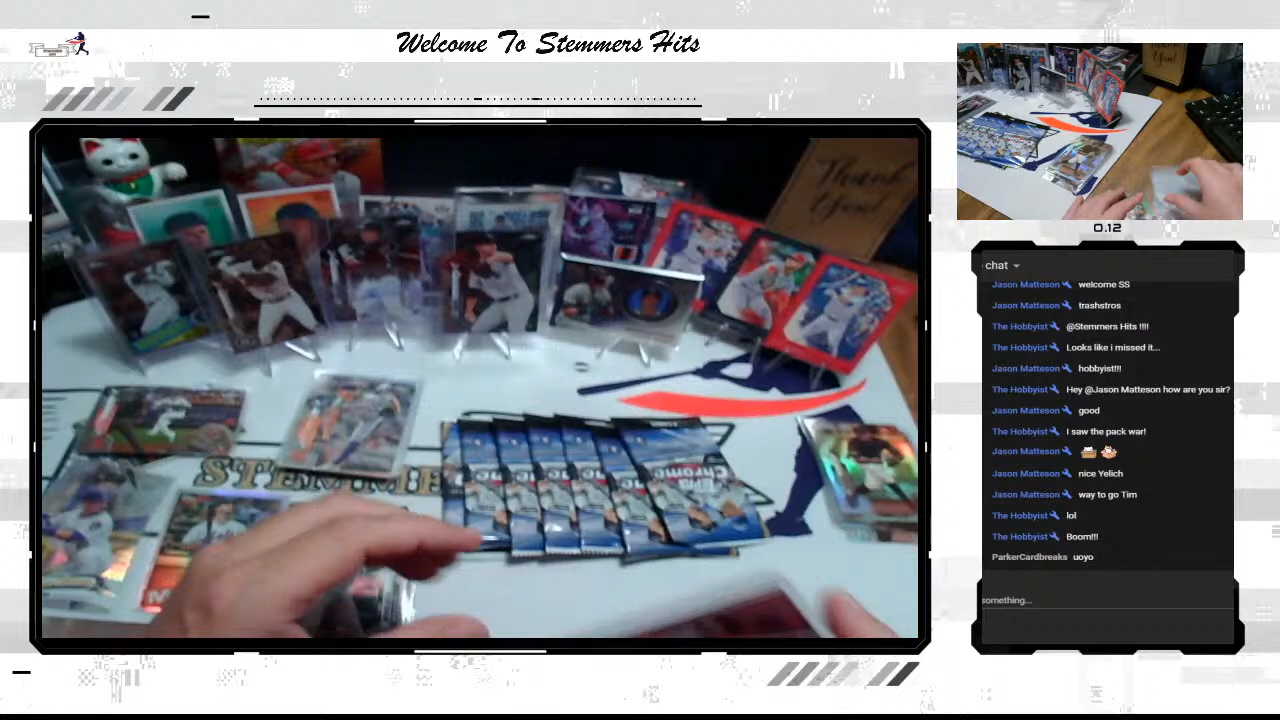 Welcome To Stemmers Hits
Thank
You!
STEMME
Chrome
0.12
chat
Jason Matteson welcome SS
Jason Matteson trashstros
The Hobbyist @Stemmers Hits !!!!
The Hobbyist Looks like i missed it...
Jason Matteson hobbyist!!!
The Hobbyist Hey @Jason Matteson how are you sir?
Jason Matteson good
The Hobbyist i saw the pack war!
Jason Matteson
Jason Matteson nice Yelich
Jason Matteson way to go Tim
The Hobbyist lol
The Hobbyist Boom!!!
ParkerCardbreaks uoyo
something...